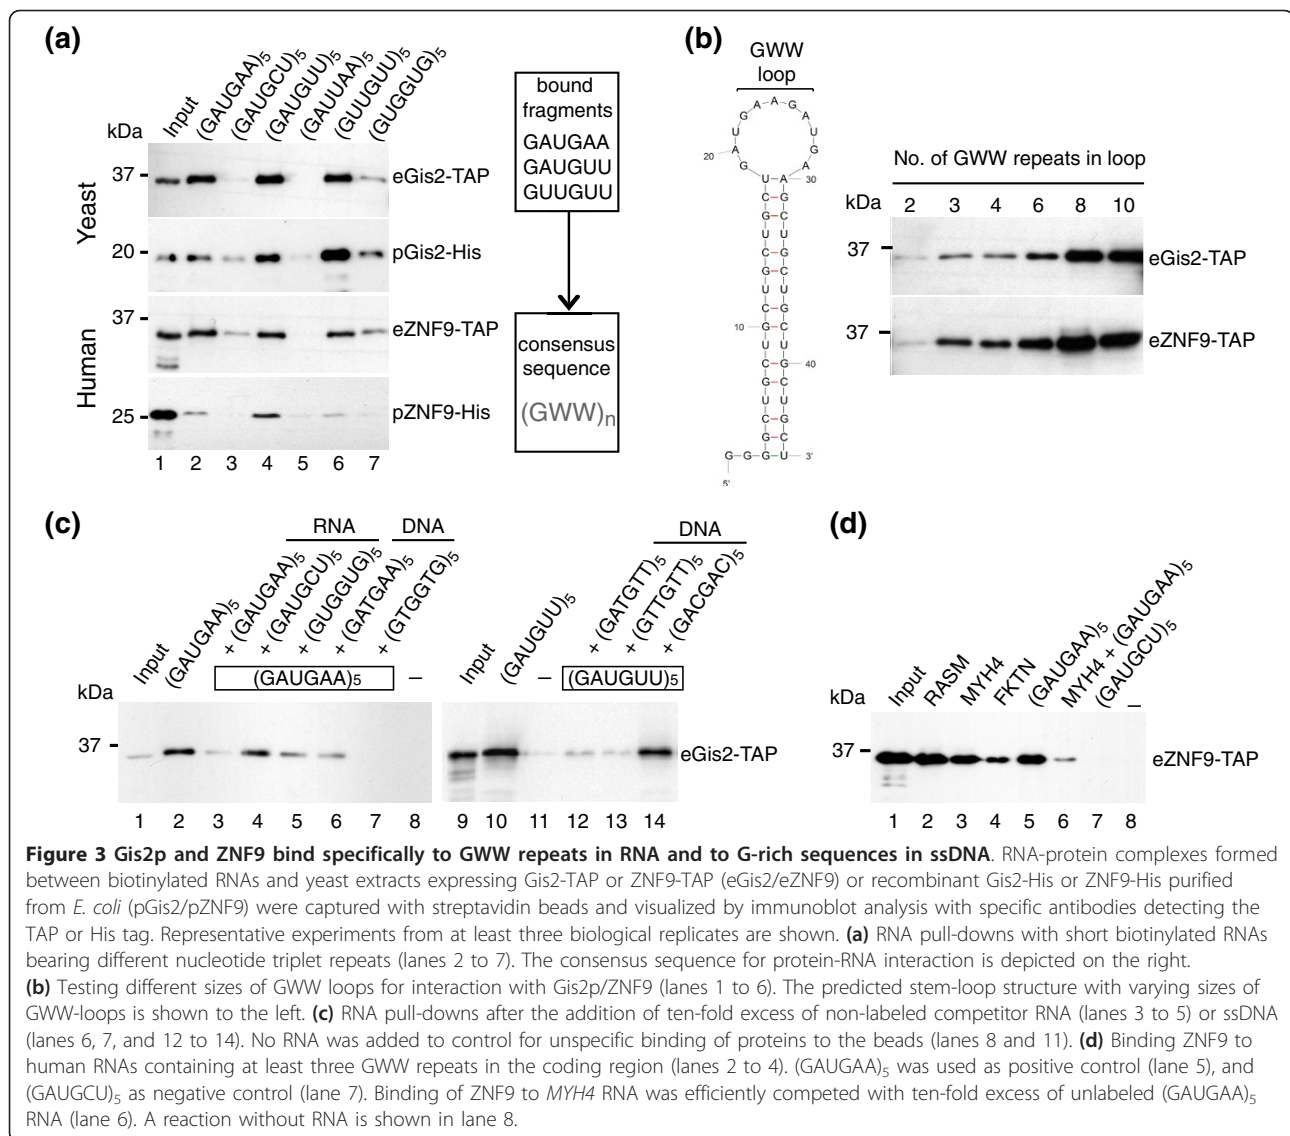 (a)
Input
(GAUGAA)5
(GAUGCU)5
(GAUGUU)5
(GAUUAA)5
(GUUGUU)5
(GUGGUG)5
kDa
Yeast
37
eGis2-TAP
20
pGis2-His
Human
37
eZNF9-TAP
25
pZNF9-His
1 2 3 4 5 6 7
bound
fragments
GAUGAA
GAUGUU
GUUGUU
consensus
sequence
(GWW)n
(b)
GWW
loop
20
30
10
40
5'
3'
No. of GWW repeats in loop
kDa 2 3 4 6 8 10
37
eGis2-TAP
37
eZNF9-TAP
(c)
RNA DNA
Input
(GAUGAA)5
+ (GAUGAA)5
+ (GAUGCU)5
+ (GUGGUG)5
+ (GATGAA)5
+ (GTGGTG)5
(GAUGAA)5 –
kDa
37
1 2 3 4 5 6 7 8
DNA
Input
(GAUGUU)5
–
+ (GATGTT)5
+ (GTTGTT)5
+ (GACGAC)5
(GAUGUU)5
eGis2-TAP
9 10 11 12 13 14
(d)
Input
RASM
MYH4
FKTN
(GAUGAA)5
MYH4 + (GAUGAA)5
(GAUGCU)5
–
kDa
37
eZNF9-TAP
1 2 3 4 5 6 7 8
Figure 3 Gis2p and ZNF9 bind specifically to GWW repeats in RNA and to G-rich sequences in ssDNA. RNA-protein complexes formed
between biotinylated RNAs and yeast extracts expressing Gis2-TAP or ZNF9-TAP (eGis2/eZNF9) or recombinant Gis2-His or ZNF9-His purified
from E. coli (pGis2/pZNF9) were captured with streptavidin beads and visualized by immunoblot analysis with specific antibodies detecting the
TAP or His tag. Representative experiments from at least three biological replicates are shown. (a) RNA pull-downs with short biotinylated RNAs
bearing different nucleotide triplet repeats (lanes 2 to 7). The consensus sequence for protein-RNA interaction is depicted on the right.
(b) Testing different sizes of GWW loops for interaction with Gis2p/ZNF9 (lanes 1 to 6). The predicted stem-loop structure with varying sizes of
GWW-loops is shown to the left. (c) RNA pull-downs after the addition of ten-fold excess of non-labeled competitor RNA (lanes 3 to 5) or ssDNA
(lanes 6, 7, and 12 to 14). No RNA was added to control for unspecific binding of proteins to the beads (lanes 8 and 11). (d) Binding ZNF9 to
human RNAs containing at least three GWW repeats in the coding region (lanes 2 to 4). (GAUGAA)5 was used as positive control (lane 5), and
(GAUGCU)5 as negative control (lane 7). Binding of ZNF9 to MYH4 RNA was efficiently competed with ten-fold excess of unlabeled (GAUGAA)5
RNA (lane 6). A reaction without RNA is shown in lane 8.